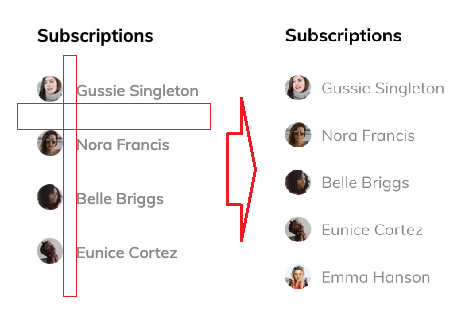 Subscriptions
Gussie Singleton
Nora Francis
Belle Briggs
Eunice Cortez
Subscriptions
Gussie Singleton
Nora Francis
Belle Briggs
Eunice Cortez
Emma Hanson